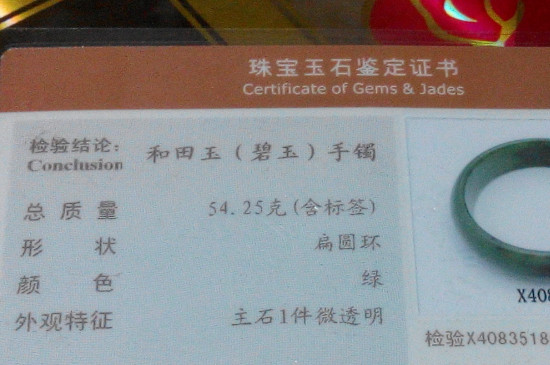 珠宝玉石鉴定证书
Certificate of Gems & Jades
检验结论: 和田玉(碧玉)手镯
Conclusion
总质量 54.25克(含标签)
形状 扁圆环
颜色 绿
外观特征 主石1件微透明
X408
检验X4083518